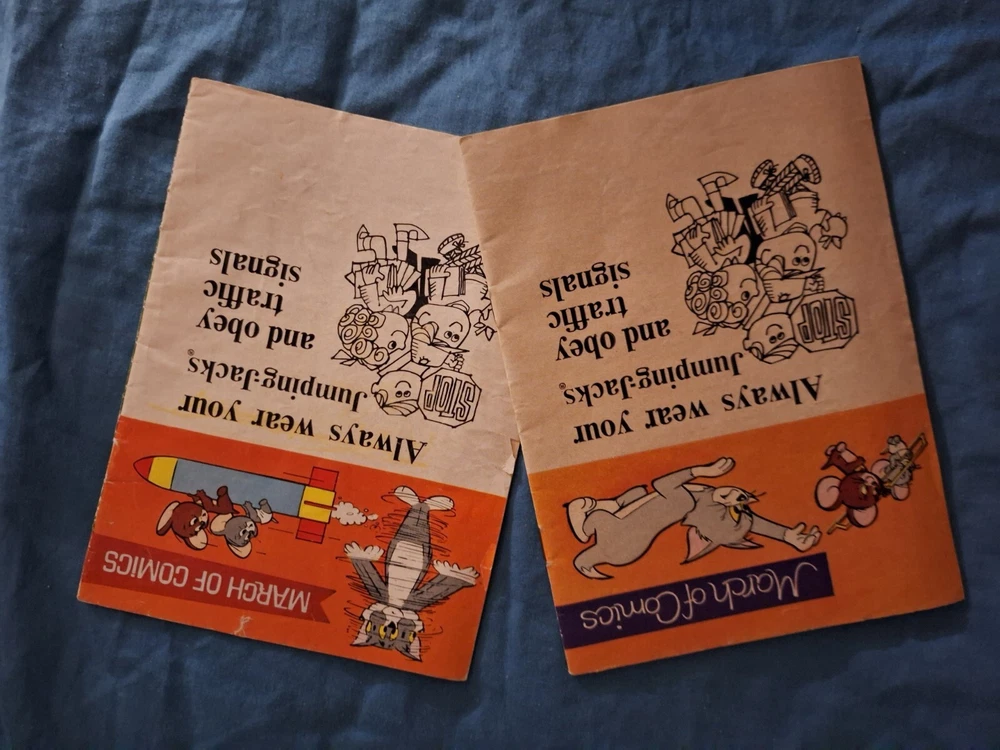 MARCH OF COMICS
Always wear your
Jumping-Jacks®
and obey
traffic
signals
STOP
March of Comics
Always wear your
Jumping-Jacks®
and obey
traffic
signals
STOP